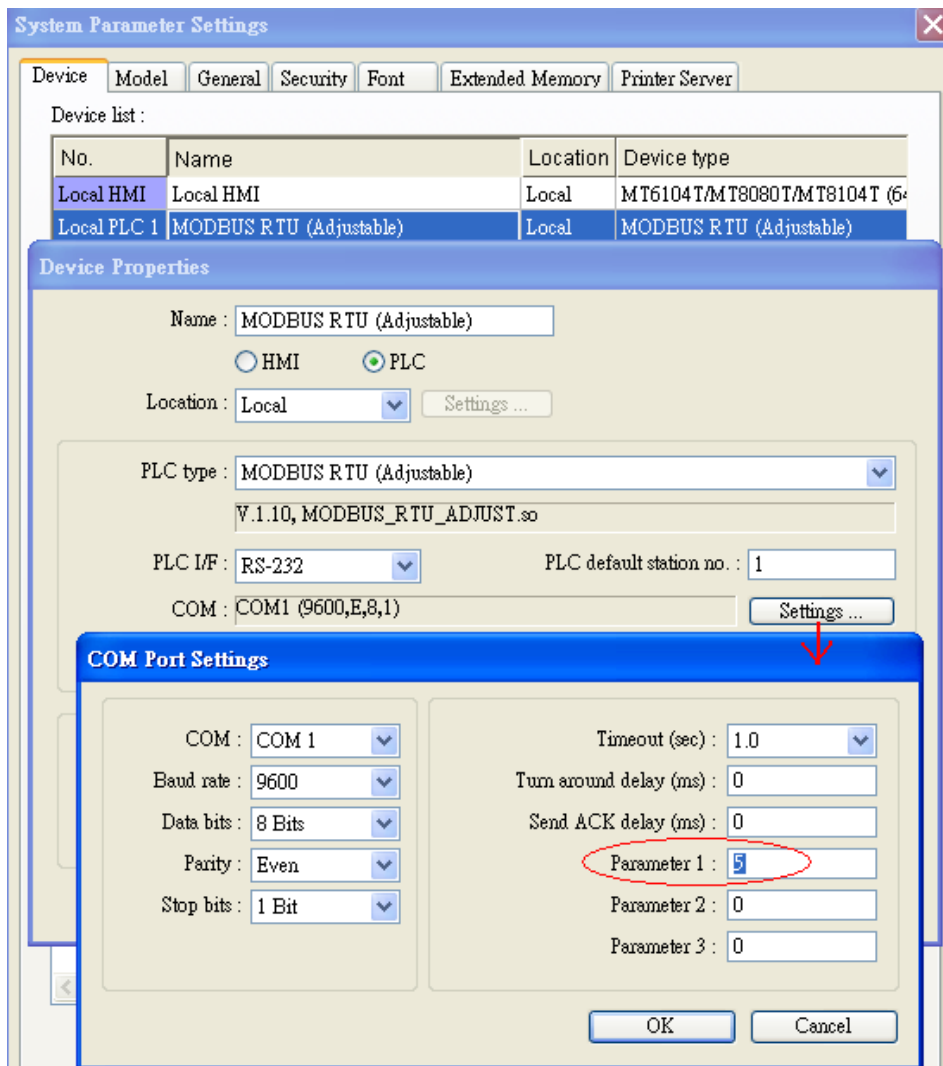 System Parameter Settings
Device Model General Security Font Extended Memory Printer Server
Device list :
No. Name Location Device type
Local HMI Local HMI Local MT6104T/MT8080T/MT8104T (64
Local PLC 1 MODBUS RTU (Adjustable) Local MODBUS RTU (Adjustable)
Device Properties
Name : MODBUS RTU (Adjustable)
HMI PLC
Location : Local Settings ...
PLC type : MODBUS RTU (Adjustable)
V.1.10, MODBUS_RTU_ADJUST.so
PLC I/F : RS-232 PLC default station no. : 1
COM : COM1 (9600,E,8,1) Settings ...
COM Port Settings
COM : COM 1 Timeout (sec) : 1.0
Baud rate : 9600 Turn around delay (ms) : 0
Data bits : 8 Bits Send ACK delay (ms) : 0
Parity : Even Parameter 1 : 5
Stop bits : 1 Bit Parameter 2 : 0
Parameter 3 : 0
OK Cancel